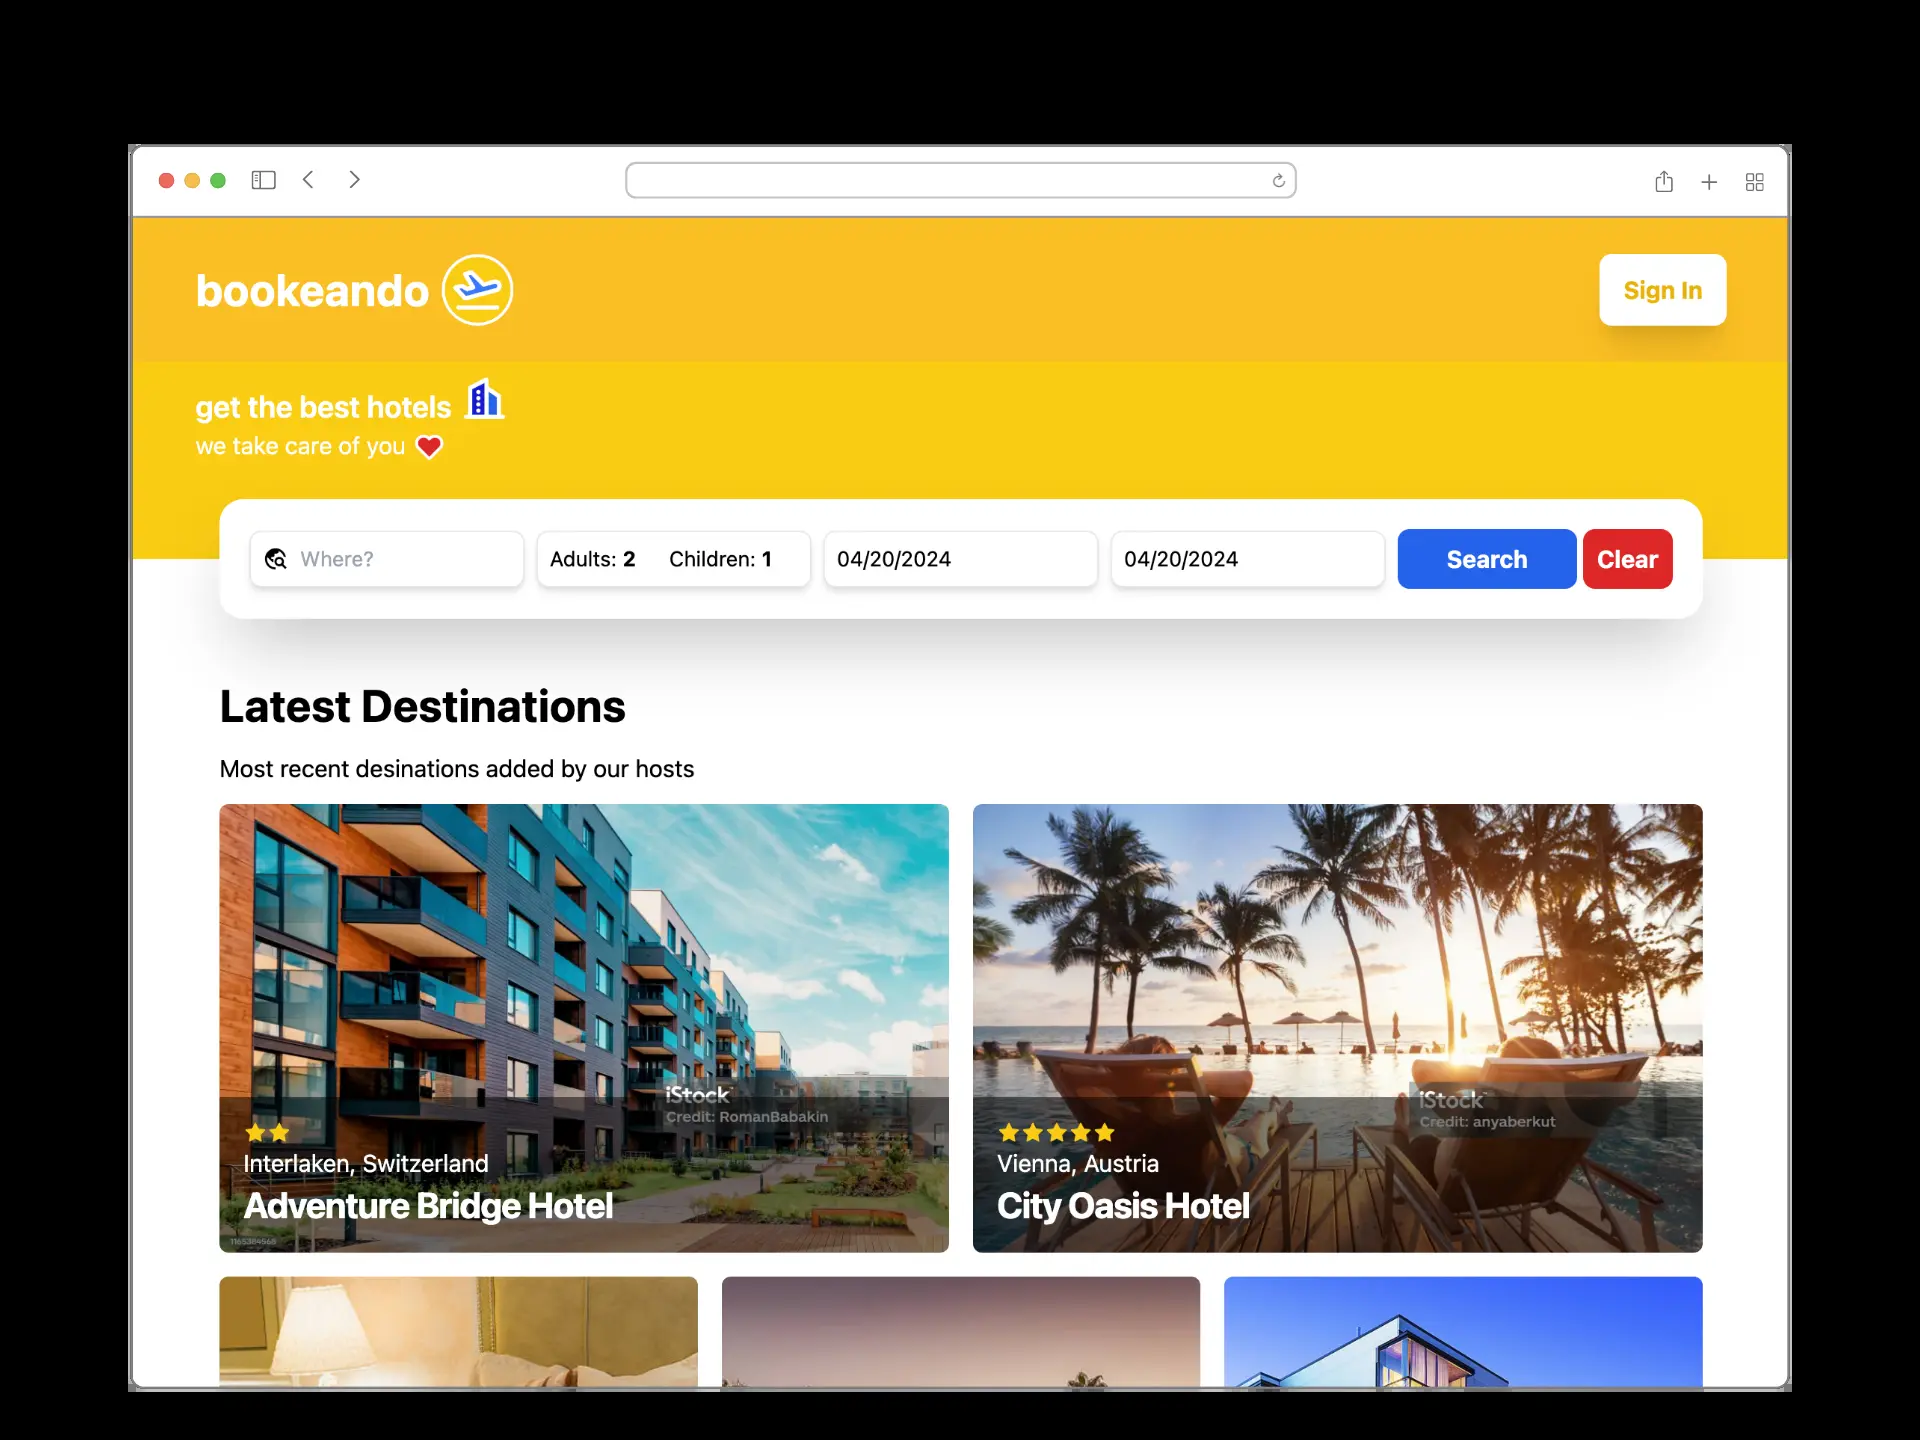 bookeando
Sign In
get the best hotels
we take care of you
Where?
Adults: 2 Children: 1
04/20/2024
04/20/2024
Search
Clear
Latest Destinations
Most recent desinations added by our hosts
iStock
Credit: RomanBabakin
Interlaken, Switzerland
Adventure Bridge Hotel
1165384568
iStock
Credit: anyaberkut
Vienna, Austria
City Oasis Hotel